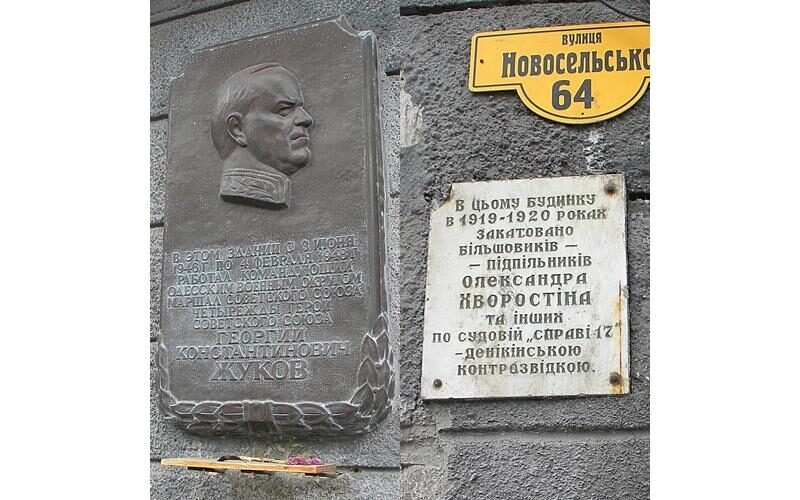 В ЭТОМ ЗДАНИИ С 3 ИЮНЯ
1946 Г. ПО 4 ФЕВРАЛЯ 1948 Г.
РАБОТАЛ КОМАНДУЮЩИЙ
ОДЕССКИМ ВОЕННЫМ ОКРУГОМ
МАРШАЛ СОВЕТСКОГО СОЮЗА
ЧЕТЫРЕЖДЫ ГЕРОЙ
СОВЕТСКОГО СОЮЗА
ГЕОРГИЙ
КОНСТАНТИНОВИЧ
ЖУКОВ
ВУЛИЦЯ
НОВОСЕЛЬСЬКО
64
В ЦЬОМУ БУДИНКУ
В 1919-1920 РОКАХ
ЗАКАТОВАНО
БІЛЬШОВИКІВ –
– ПІДПІЛЬНИКІВ
ОЛЕКСАНДРА
ХВОРОСТІНА
ТА ІНШИХ
ПО СУДОВІЙ „СПРАВІ 17”
-ДЕНІКІНСЬКОЮ
КОНТРОЗВІДКОЮ.